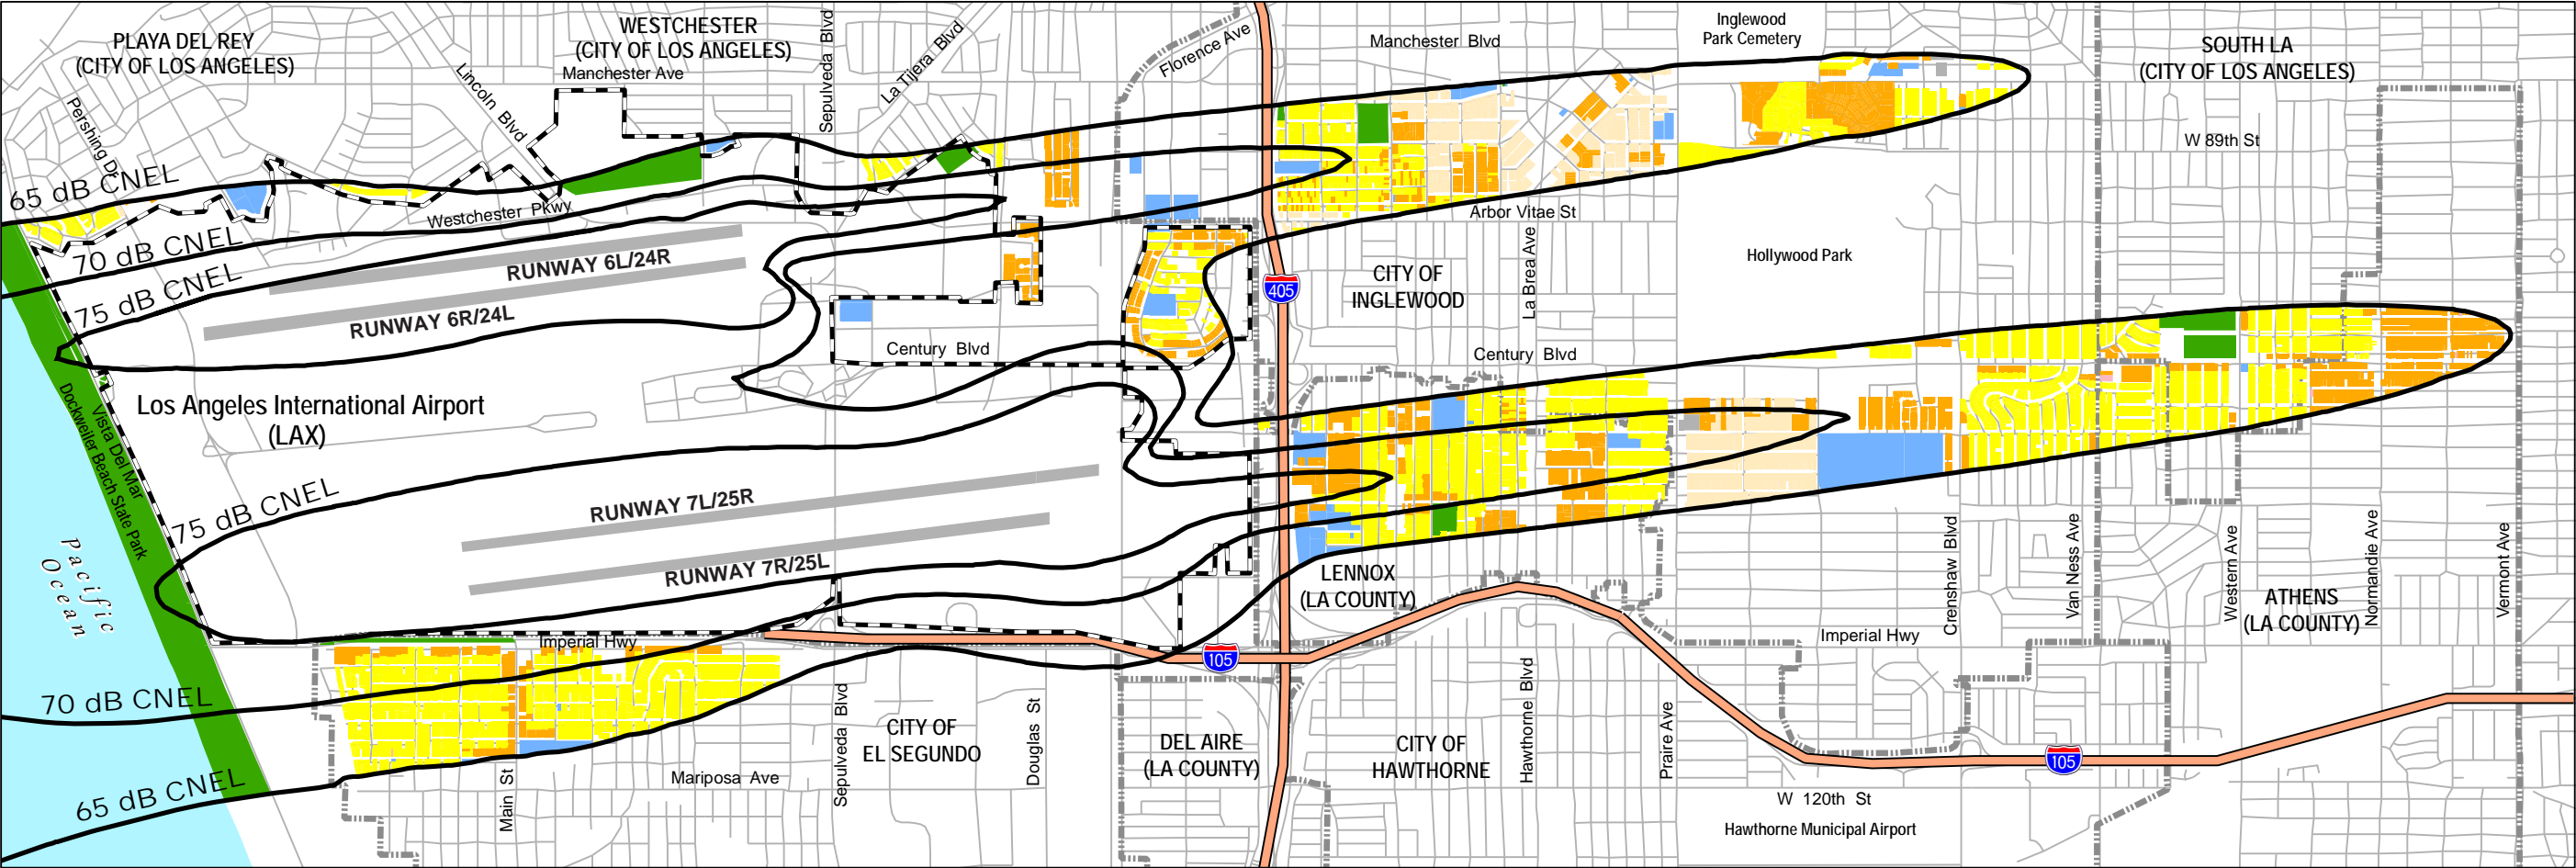 PLAYA DEL REY
(CITY OF LOS ANGELES)
WESTCHESTER
(CITY OF LOS ANGELES)
Manchester Ave
Lincoln Blvd
Pershing Dr
Sepulveda Blvd
La Tijera Blvd
Florence Ave
Manchester Blvd
Inglewood
Park Cemetery
SOUTH LA
(CITY OF LOS ANGELES)
W 89th St
65 dB CNEL
70 dB CNEL
75 dB CNEL
Westchester Pkwy
RUNWAY 6L/24R
RUNWAY 6R/24L
Arbor Vitae St
La Brea Ave
Hollywood Park
CITY OF
INGLEWOOD
405
Century Blvd
Century Blvd
Los Angeles International Airport
(LAX)
Vista Del Mar
Dockweiler Beach State Park
Pacific
Ocean
75 dB CNEL
RUNWAY 7L/25R
RUNWAY 7R/25L
LENNOX
(LA COUNTY)
Crenshaw Blvd
Van Ness Ave
Western Ave
Normandie Ave
Vermont Ave
ATHENS
(LA COUNTY)
Imperial Hwy
Imperial Hwy
105
70 dB CNEL
65 dB CNEL
Main St
Mariposa Ave
Sepulveda Blvd
CITY OF
EL SEGUNDO
Douglas St
DEL AIRE
(LA COUNTY)
CITY OF
HAWTHORNE
Hawthorne Blvd
Prairie Ave
105
W 120th St
Hawthorne Municipal Airport